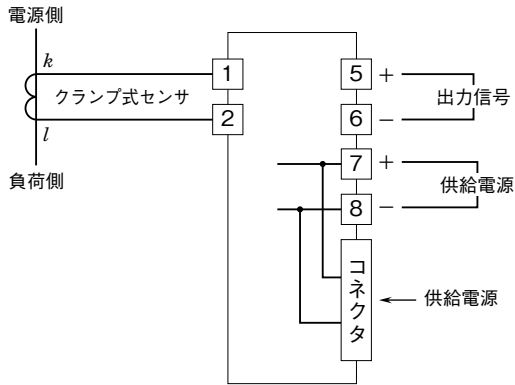 電源側
k
クランプ式センサ
l
負荷側
1
2
5 +
6 −
出力信号
7 +
8 −
供給電源
コネクタ
供給電源